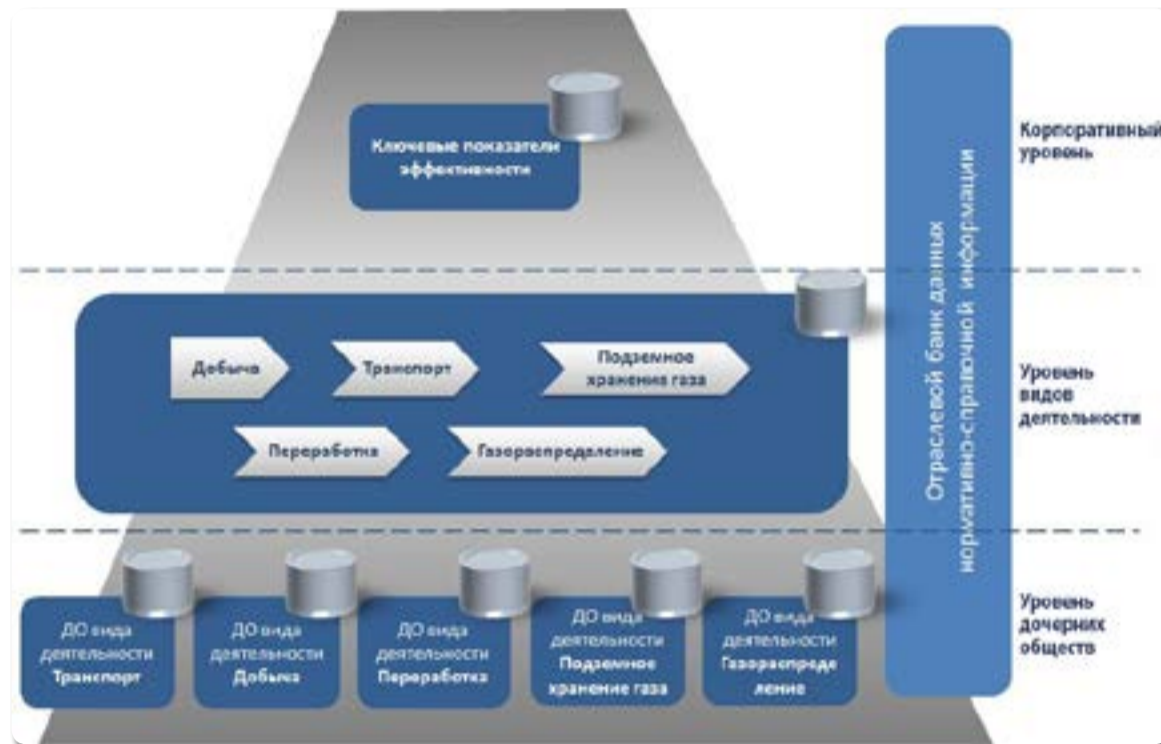 Ключевые показатели
эффективности
Корпоративный
уровень
Добыча
Транспорт
Подземное
хранение газа
Переработка
Газораспределение
Уровень
видов
деятельности
Отраслевой банк данных
нормативно-справочной информации
ДО вида
деятельности
Транспорт
ДО вида
деятельности
Добыча
ДО вида
деятельности
Переработка
ДО вида
деятельности
Подземное
хранение газа
ДО вида
деятельности
Газораспреде
ление
Уровень
дочерних
обществ